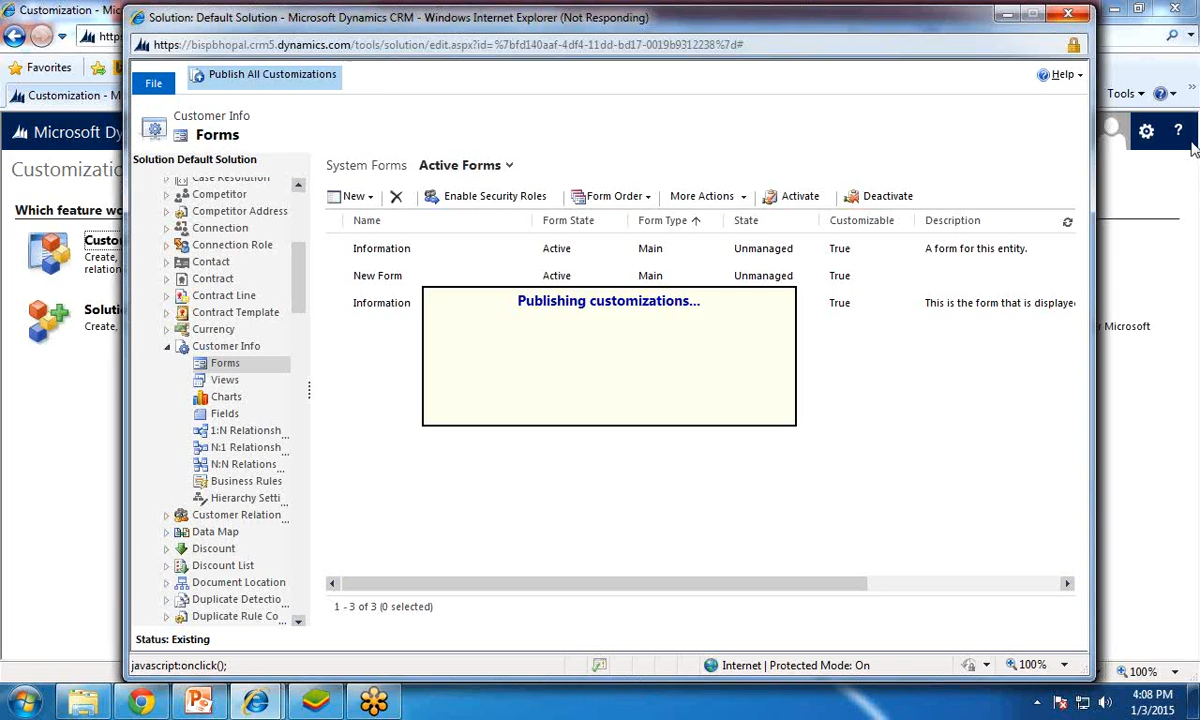 Customization - Microsoft
Solution: Default Solution - Microsoft Dynamics CRM - Windows Internet Explorer (Not Responding)
https://bispbhopal.crm5.dynamics.com/tools/solution/edit.aspx?id=%7bfd140aaf-4df4-11dd-bd17-0019b9312238%7d#
Favorites
Customization - M
Tools
Microsoft Dy
Customizatio
Which feature wo
Custo
Create,
relation
Solutio
Create,
er Microsoft
File
Publish All Customizations
Help
Customer Info
Forms
Solution Default Solution
Case Resolution
Competitor
Competitor Address
Connection
Connection Role
Contact
Contract
Contract Line
Contract Template
Currency
Customer Info
Forms
Views
Charts
Fields
1:N Relationsh...
N:1 Relationsh...
N:N Relations...
Business Rules
Hierarchy Setti...
Customer Relation...
Data Map
Discount
Discount List
Document Location
Duplicate Detectio...
Duplicate Rule Co...
Status: Existing
System Forms Active Forms
New Enable Security Roles Form Order More Actions Activate Deactivate
Name Form State Form Type State Customizable Description
Information Active Main Unmanaged True A form for this entity.
New Form Active Main Unmanaged True
Information True This is the form that is displaye
Publishing customizations...
1 - 3 of 3 (0 selected)
javascript:onclick();
Internet | Protected Mode: On
100%
100%
4:08 PM
1/3/2015